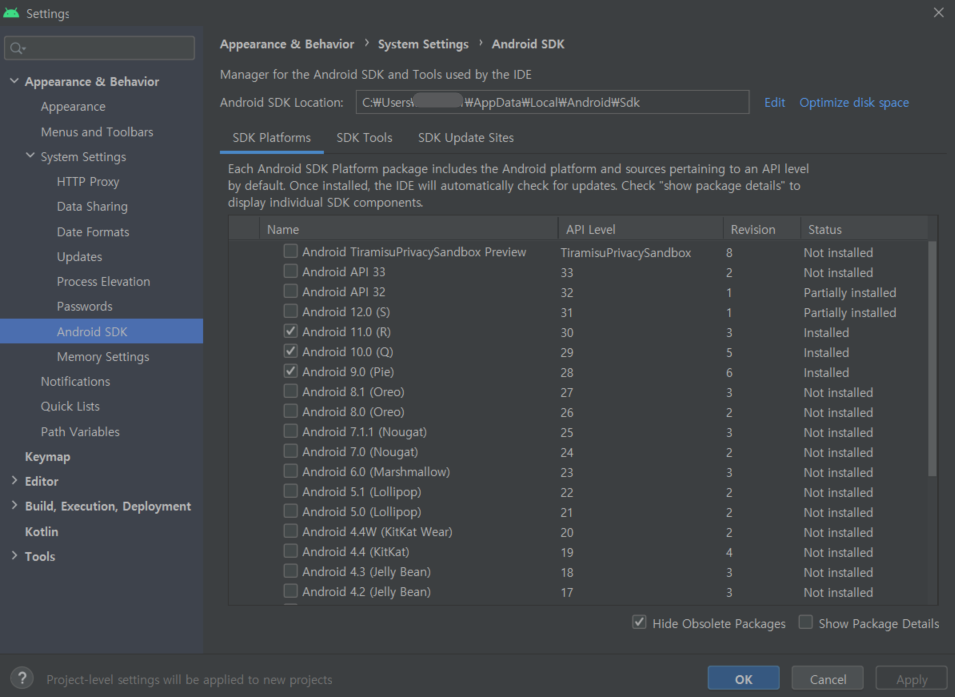 Settings
Appearance & Behavior › System Settings › Android SDK
Manager for the Android SDK and Tools used by the IDE
Android SDK Location: C:₩Users₩ ₩AppData₩Local₩Android₩Sdk Edit Optimize disk space
SDK Platforms SDK Tools SDK Update Sites
Each Android SDK Platform package includes the Android platform and sources pertaining to an API level
by default. Once installed, the IDE will automatically check for updates. Check "show package details" to
display individual SDK components.
Name API Level Revision Status
Android TiramisuPrivacySandbox Preview TiramisuPrivacySandbox 8 Not installed
Android API 33 33 2 Not installed
Android API 32 32 1 Partially installed
Android 12.0 (S) 31 1 Partially installed
Android 11.0 (R) 30 3 Installed
Android 10.0 (Q) 29 5 Installed
Android 9.0 (Pie) 28 6 Installed
Android 8.1 (Oreo) 27 3 Not installed
Android 8.0 (Oreo) 26 2 Not installed
Android 7.1.1 (Nougat) 25 3 Not installed
Android 7.0 (Nougat) 24 2 Not installed
Android 6.0 (Marshmallow) 23 3 Not installed
Android 5.1 (Lollipop) 22 2 Not installed
Android 5.0 (Lollipop) 21 2 Not installed
Android 4.4W (KitKat Wear) 20 2 Not installed
Android 4.4 (KitKat) 19 4 Not installed
Android 4.3 (Jelly Bean) 18 3 Not installed
Android 4.2 (Jelly Bean) 17 3 Not installed
Hide Obsolete Packages Show Package Details
Appearance & Behavior
Appearance
Menus and Toolbars
System Settings
HTTP Proxy
Data Sharing
Date Formats
Updates
Process Elevation
Passwords
Android SDK
Memory Settings
Notifications
Quick Lists
Path Variables
Keymap
Editor
Build, Execution, Deployment
Kotlin
Tools
? Project-level settings will be applied to new projects
OK Cancel Apply